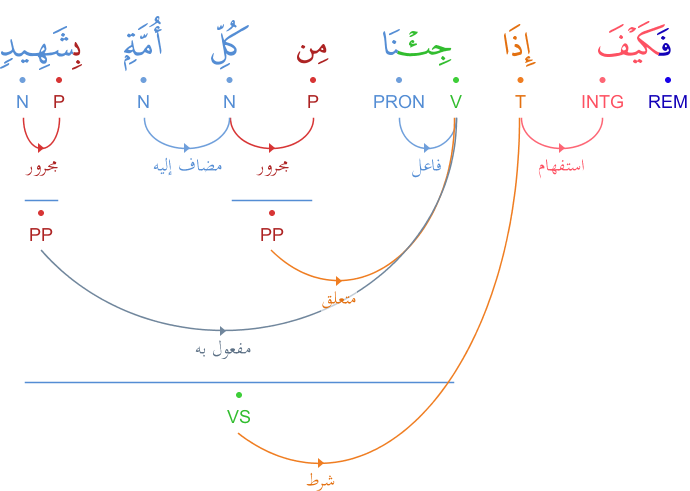 فَكَيْفَ إِذَا جِئْنَا مِن كُلِّ أُمَّةٍ بِشَهِيدٍ
REM INTG T V PRON P N N P N
استفهام فاعل مجرور مضاف إليه مجرور
PP PP
متعلق
مفعول به
VS
شرط